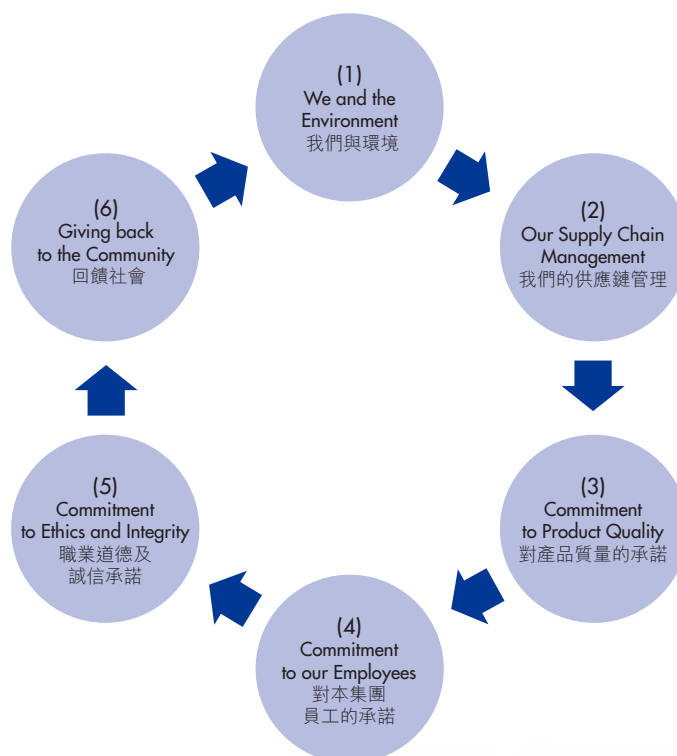 (1)
We and the
Environment
我們與環境
(2)
Our Supply Chain
Management
我們的供應鏈管理
(3)
Commitment
to Product Quality
對產品質量的承諾
(4)
Commitment
to our Employees
對本集團
員工的承諾
(5)
Commitment
to Ethics and Integrity
職業道德及
誠信承諾
(6)
Giving back
to the Community
回饋社會